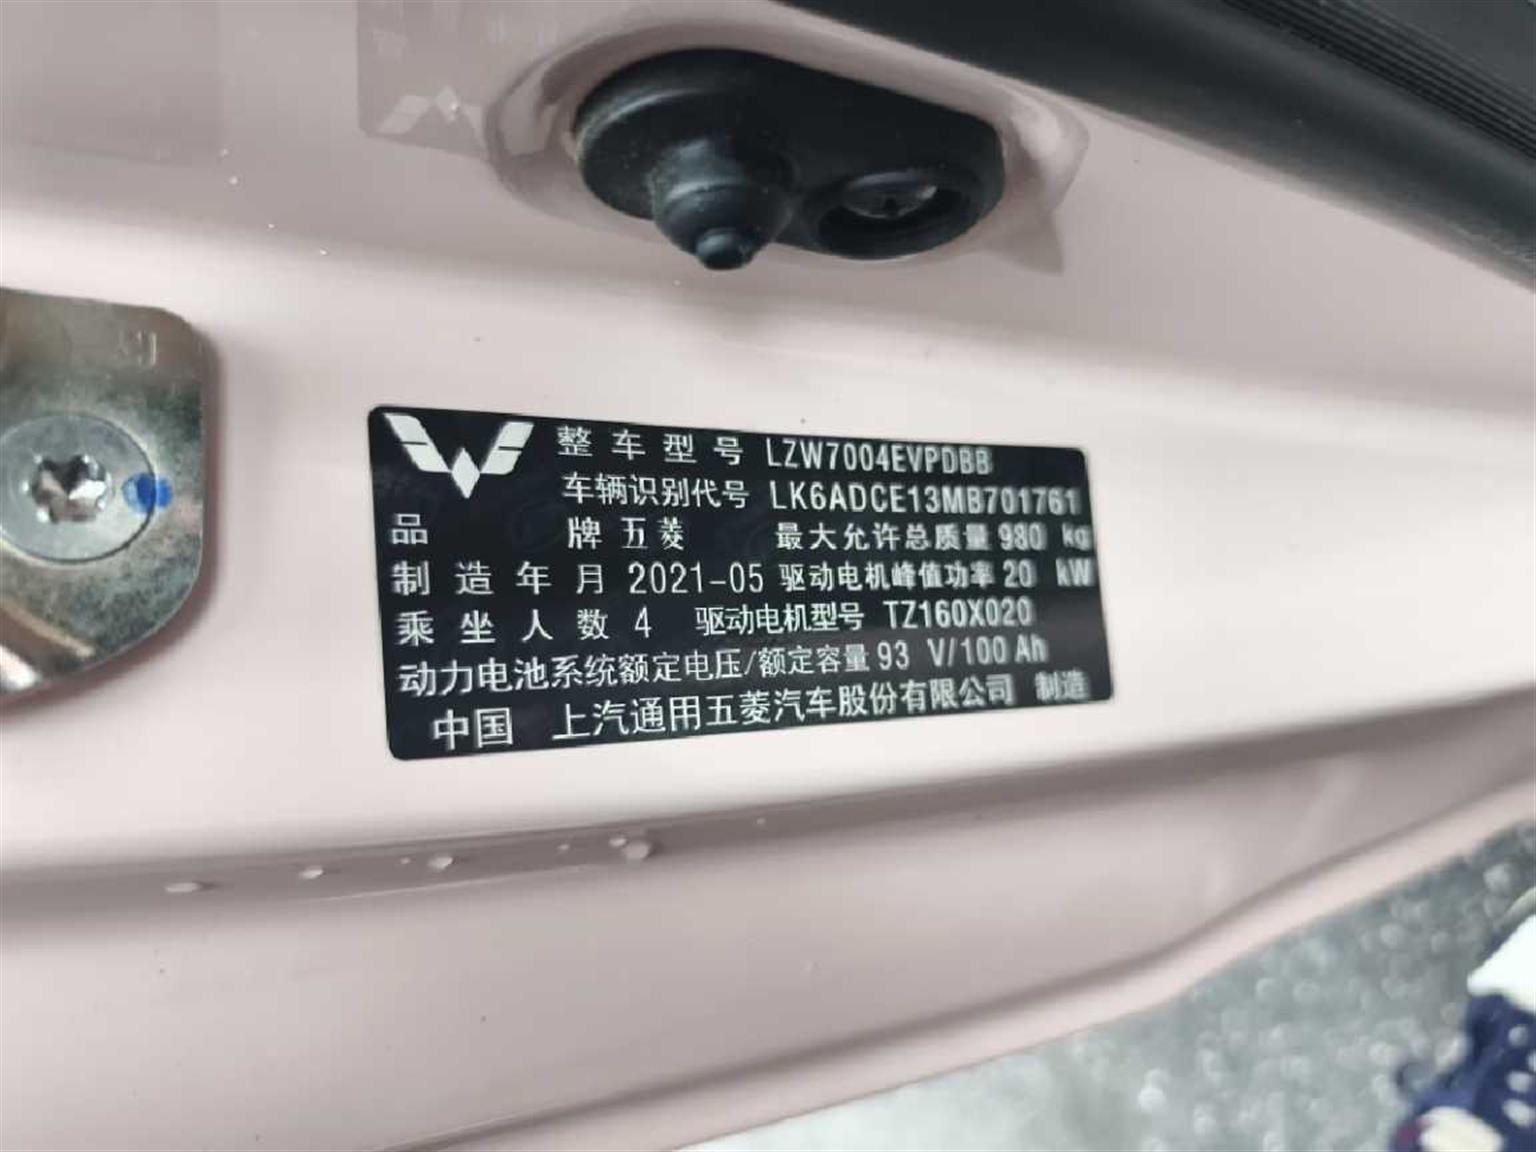 整车型号 LZW7004EVPDBB
车辆识别代号 LK6ADCE13MB701761
品牌 五菱 最大允许总质量 980 kg
制造年月 2021-05 驱动电机峰值功率 20 kW
乘坐人数 4 驱动电机型号 TZ160X020
动力电池系统额定电压/额定容量 93 V/100 Ah
中国 上汽通用五菱汽车股份有限公司 制造